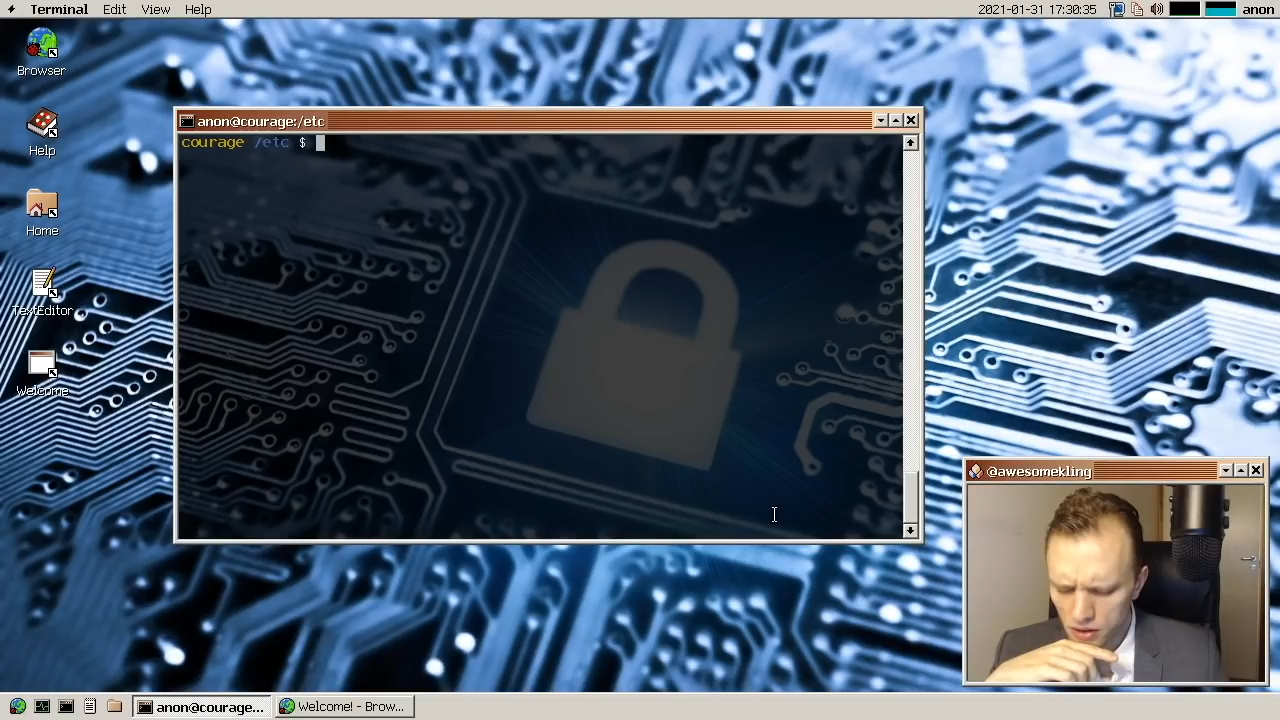 Terminal Edit View Help 2021-01-31 17:30:35 anon
Browser
Help
Home
TextEditor
Welcome
anon@courage:/etc
courage /etc $
@awesomekling
anon@courage... Welcome! - Brow...